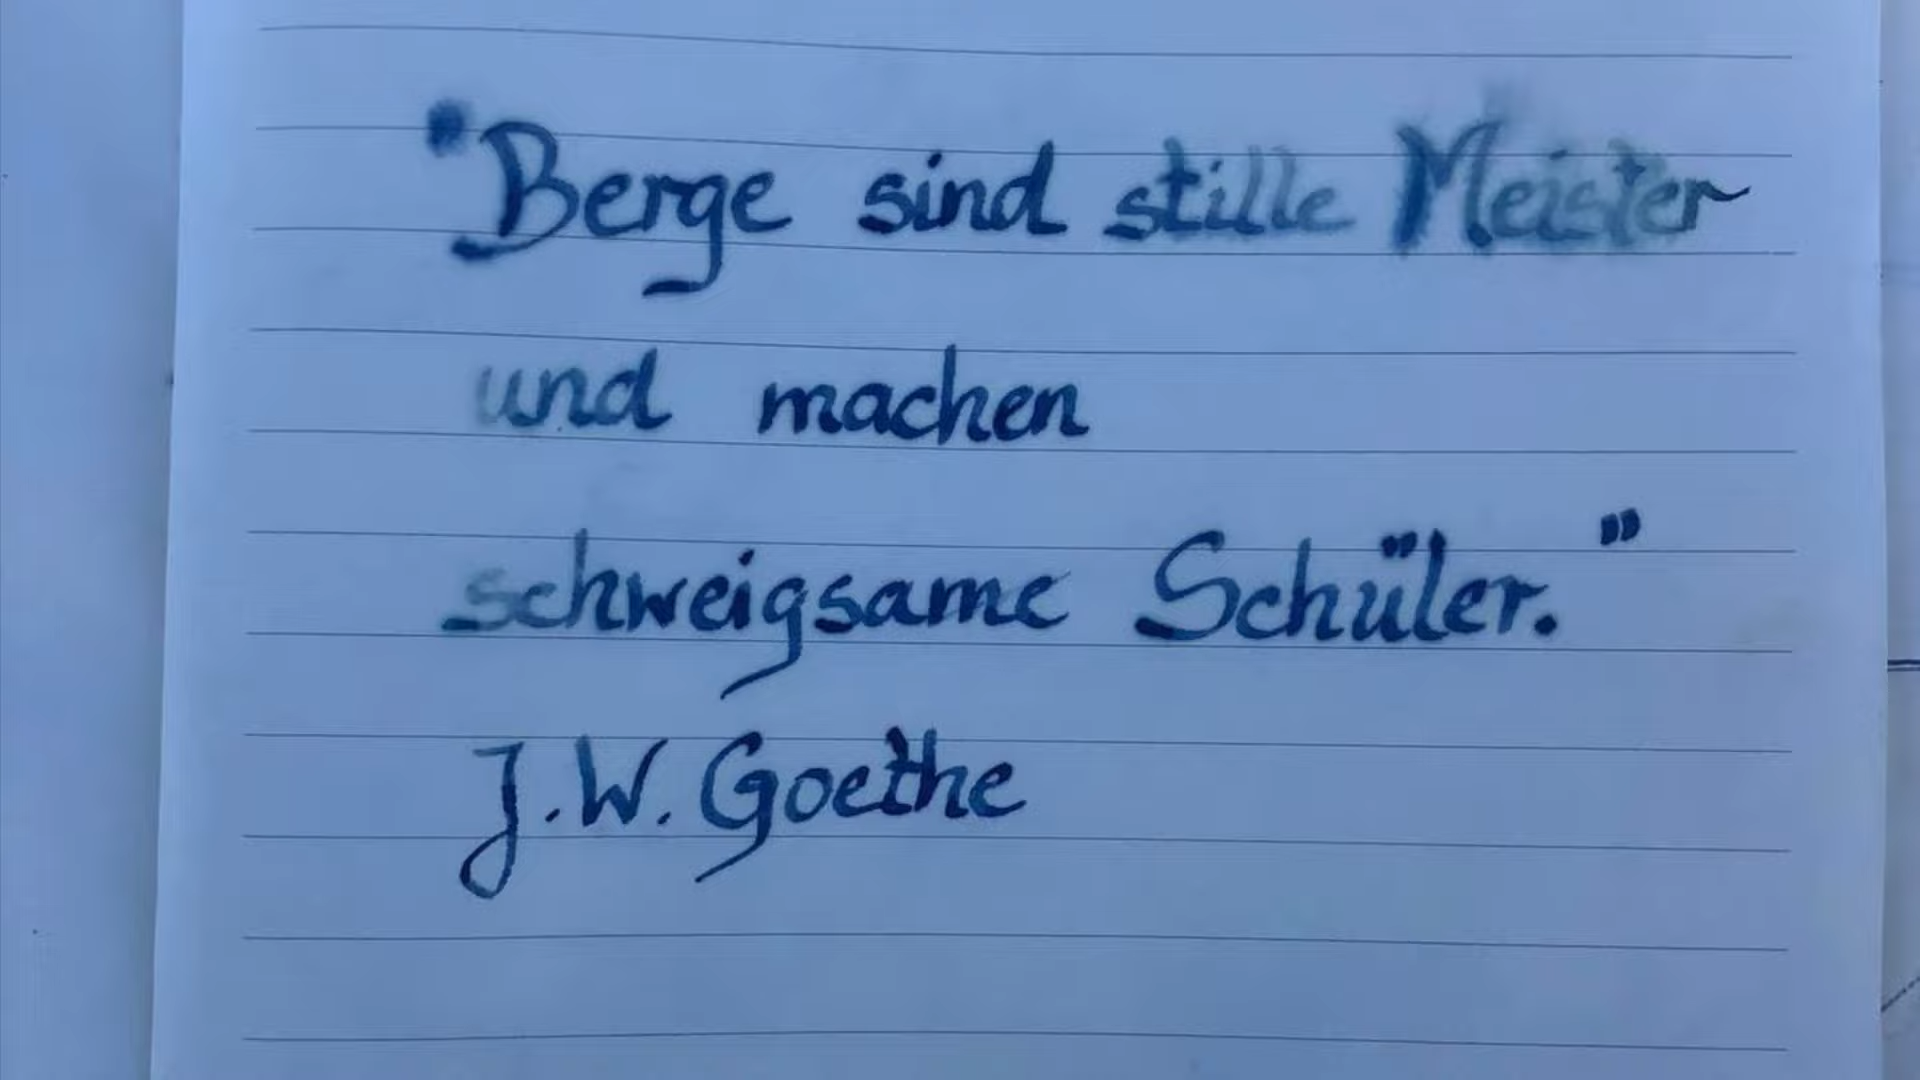 "Berge sind stille Meister
und machen
schweigsame Schüler."
J.W. Goethe